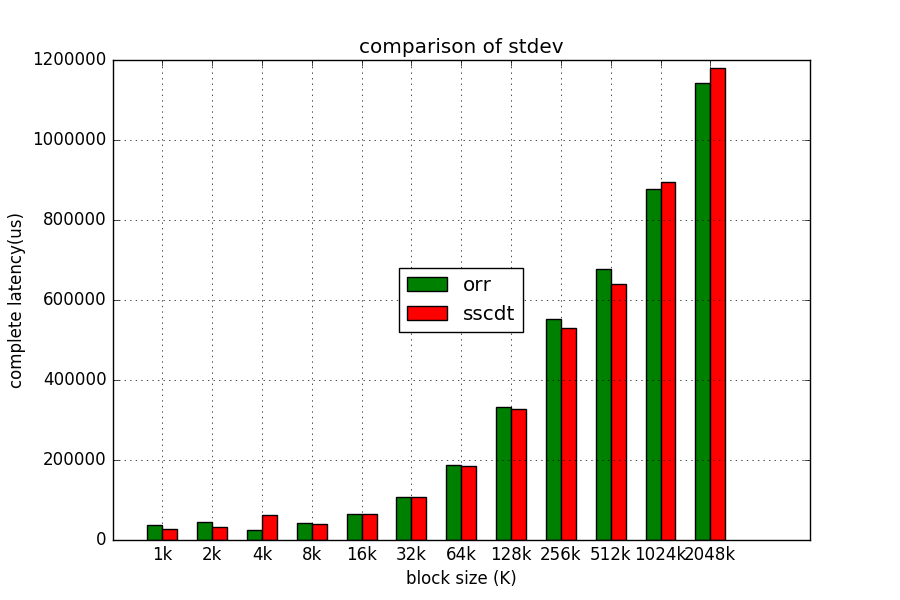 comparison of stdev
1200000
1000000
800000
600000
400000
200000
0
complete latency(us)
orr
sscdt
1k 2k 4k 8k 16k 32k 64k 128k 256k 512k 1024k 2048k
block size (K)